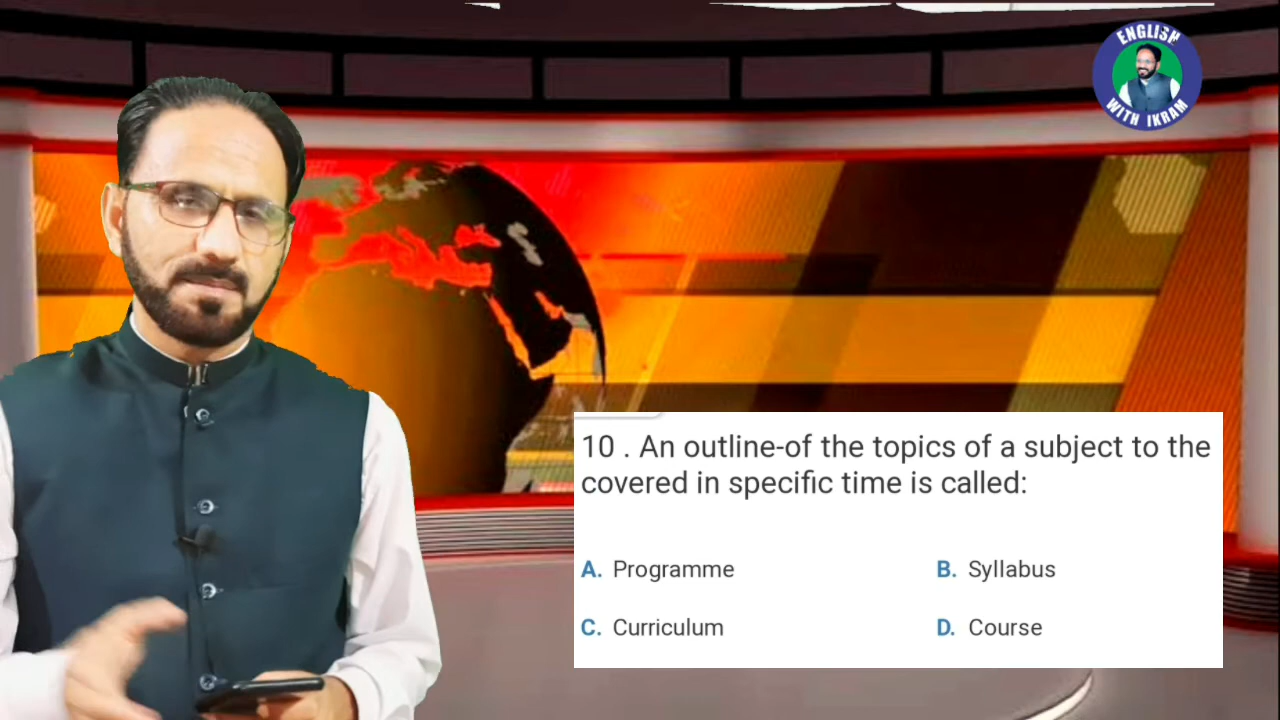 ENGLISH
WITH IKRAM
10 . An outline-of the topics of a subject to the
covered in specific time is called:
A. Programme
B. Syllabus
C. Curriculum
D. Course